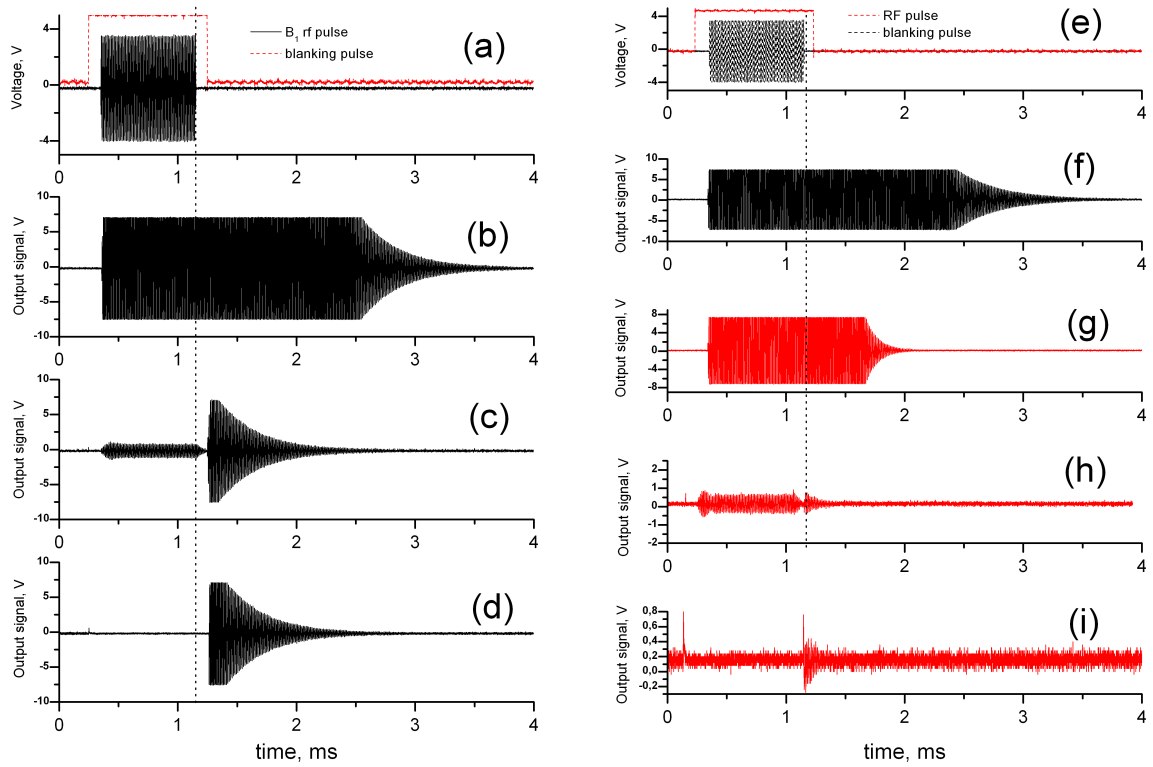 B1 rf pulse
blanking pulse
(a)
Voltage, V
4
0
-4
0 1 2 3 4
(b)
Output signal, V
10
5
0
-5
-10
0 1 2 3 4
(c)
Output signal, V
10
5
0
-5
-10
0 1 2 3 4
(d)
Output signal, V
10
5
0
-5
-10
0 1 2 3 4
time, ms
RF pulse
blanking pulse
(e)
Voltage, V
4
0
-4
0 1 2 3 4
(f)
Output signal, V
10
5
0
-5
-10
0 1 2 3 4
(g)
Output signal, V
8
4
0
-4
-8
0 1 2 3 4
(h)
Output signal, V
2
1
0
-1
-2
0 1 2 3 4
(i)
Output signal, V
0,8
0,6
0,4
0,2
0,0
-0,2
0 1 2 3 4
time, ms